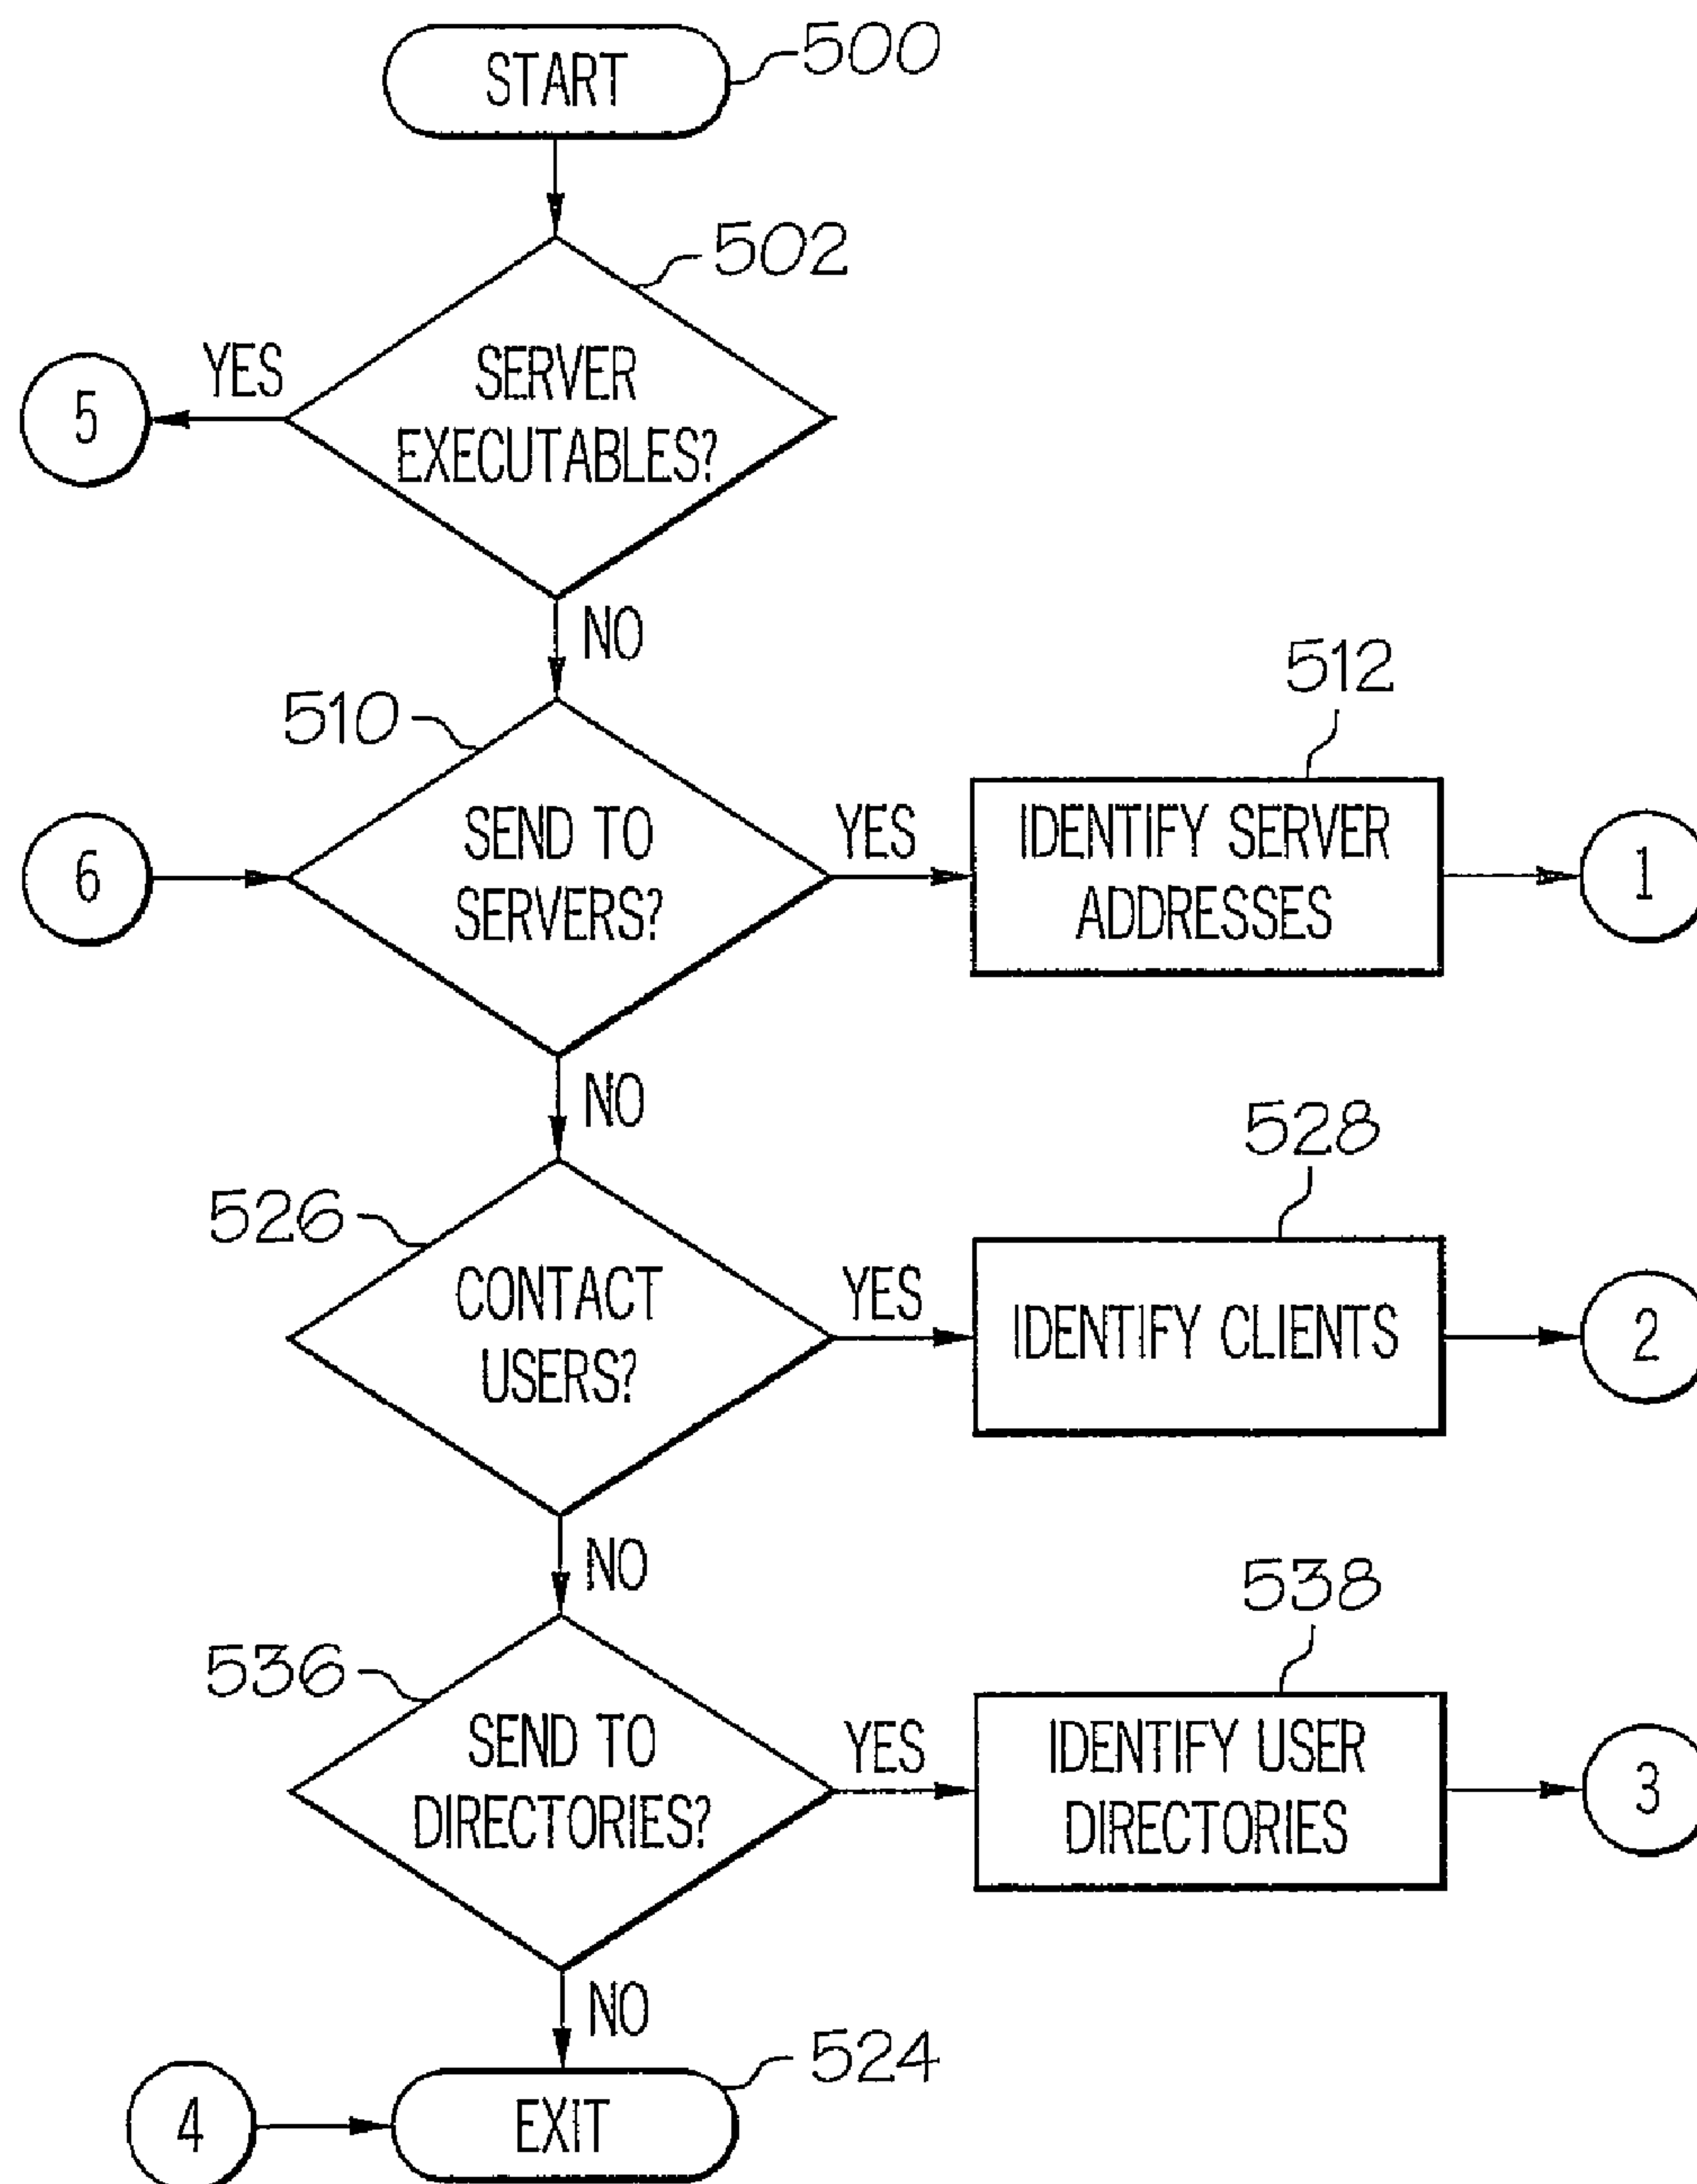 START
500
502
YES
5
SERVER
EXECUTABLES?
NO
510
512
6
SEND TO
SERVERS?
YES
IDENTIFY SERVER
ADDRESSES
1
NO
526
528
CONTACT
USERS?
YES
IDENTIFY CLIENTS
2
NO
536
538
SEND TO
DIRECTORIES?
YES
IDENTIFY USER
DIRECTORIES
3
NO
524
4
EXIT